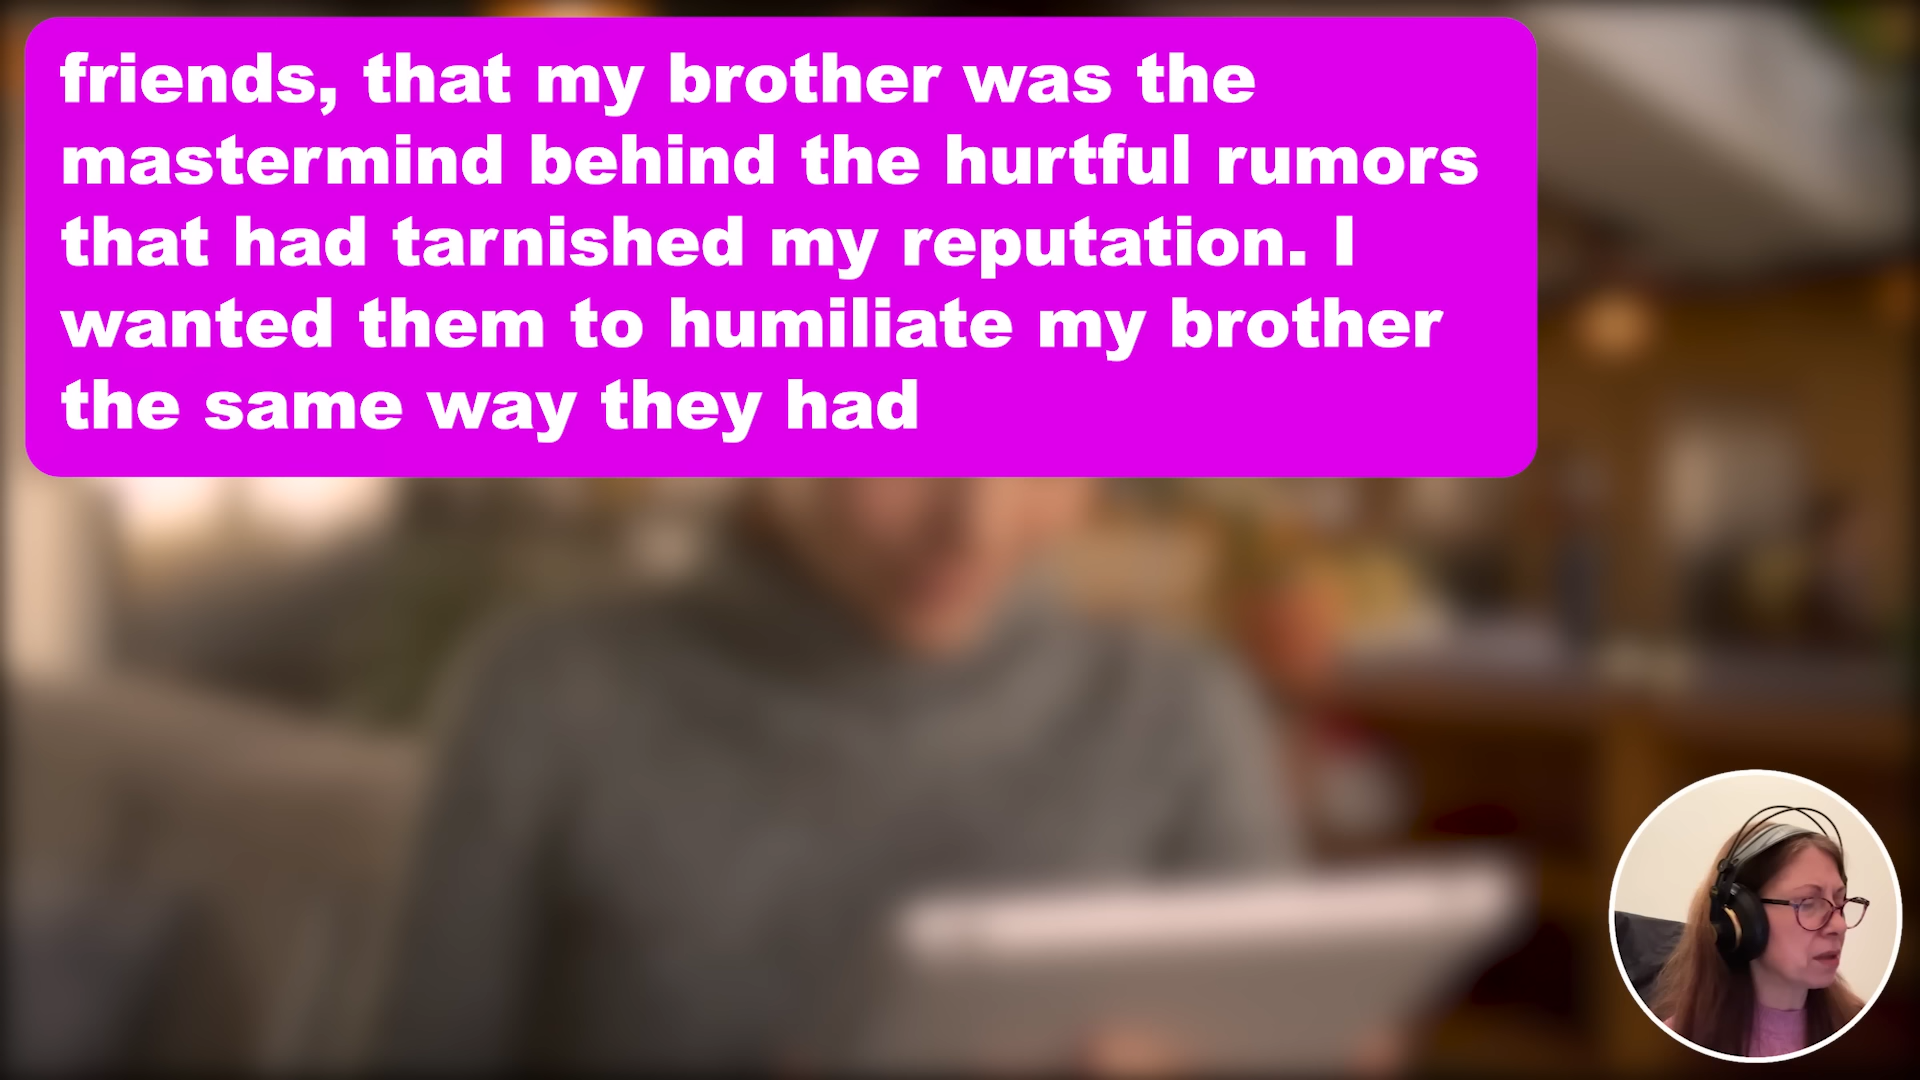 friends, that my brother was the
mastermind behind the hurtful rumors
that had tarnished my reputation. I
wanted them to humiliate my brother
the same way they had